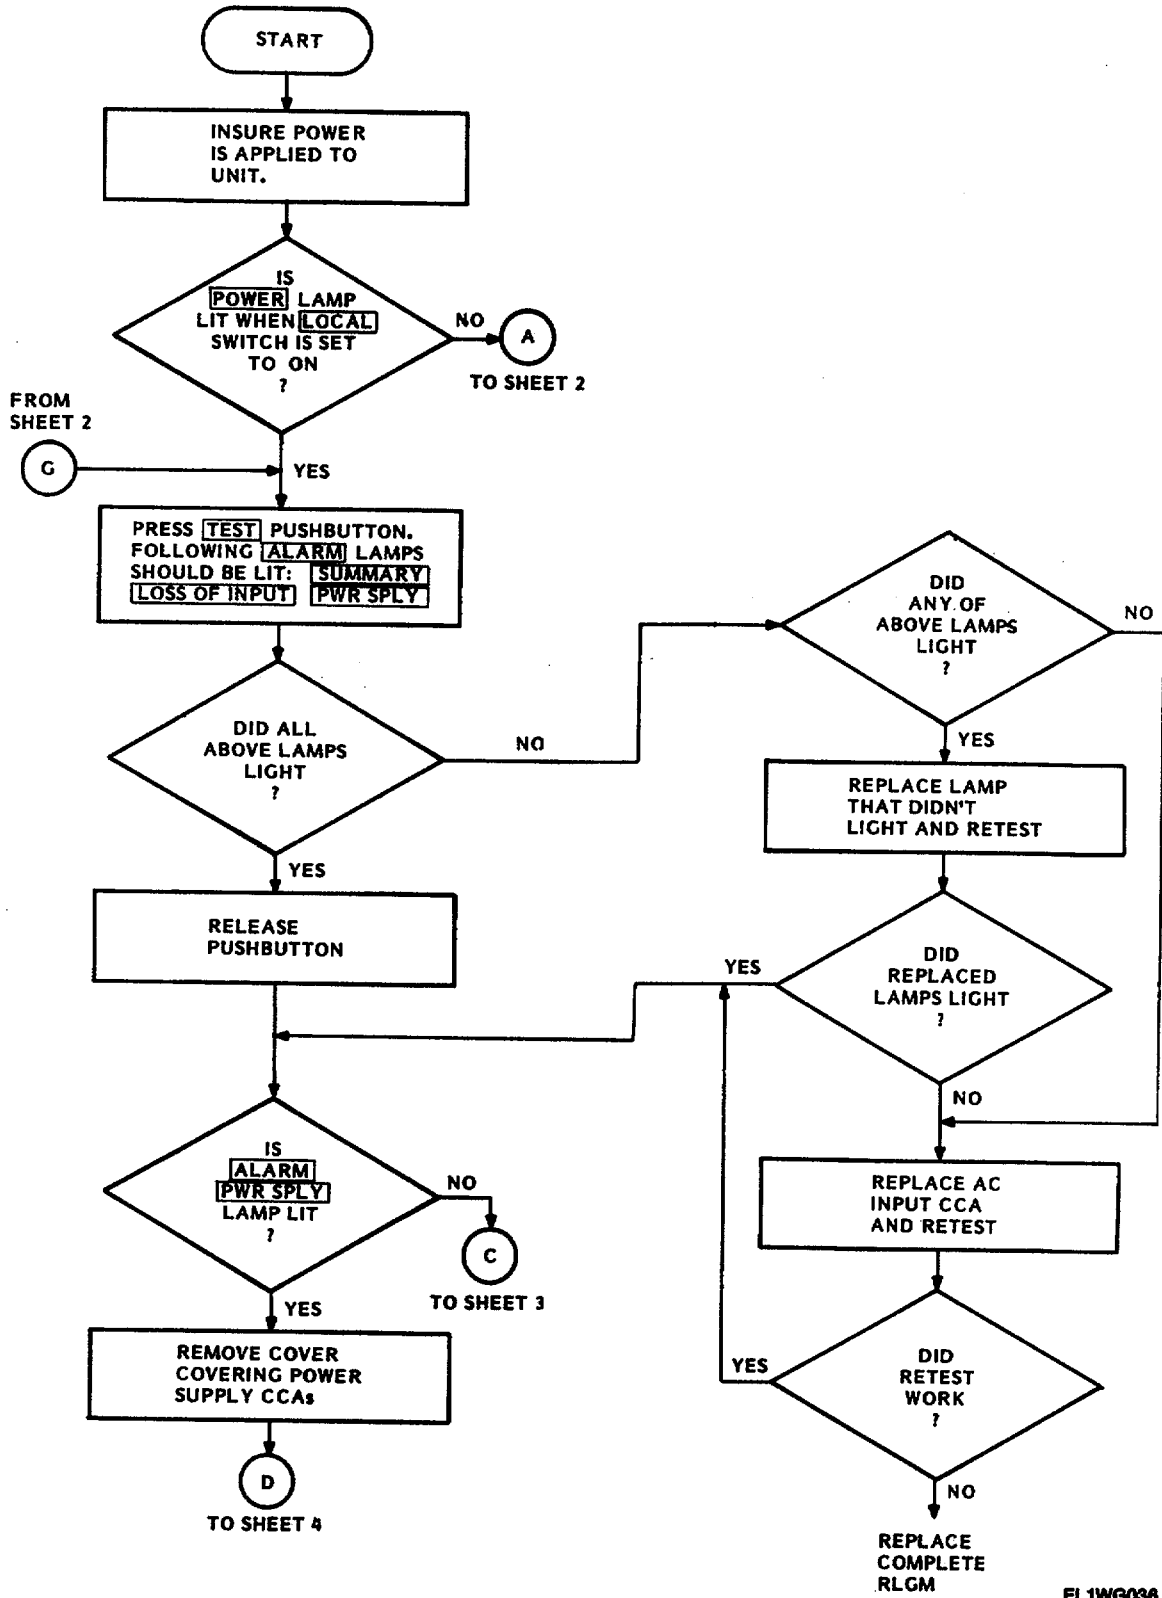 START
INSURE POWER
IS APPLIED TO
UNIT.
IS
POWER LAMP
LIT WHEN LOCAL
SWITCH IS SET
TO ON
?
NO
A
TO SHEET 2
FROM
SHEET 2
G
YES
PRESS TEST PUSHBUTTON.
FOLLOWING ALARM LAMPS
SHOULD BE LIT: SUMMARY
LOSS OF INPUT PWR SPLY
DID ALL
ABOVE LAMPS
LIGHT
?
NO
YES
RELEASE
PUSHBUTTON
IS
ALARM
PWR SPLY
LAMP LIT
?
NO
C
TO SHEET 3
YES
REMOVE COVER
COVERING POWER
SUPPLY CCAs
D
TO SHEET 4
DID
ANY OF
ABOVE LAMPS
LIGHT
?
NO
YES
REPLACE LAMP
THAT DIDN'T
LIGHT AND RETEST
DID
REPLACED
LAMPS LIGHT
?
YES
NO
REPLACE AC
INPUT CCA
AND RETEST
DID
RETEST
WORK
?
YES
NO
REPLACE
COMPLETE
RLGM
EL1WG036